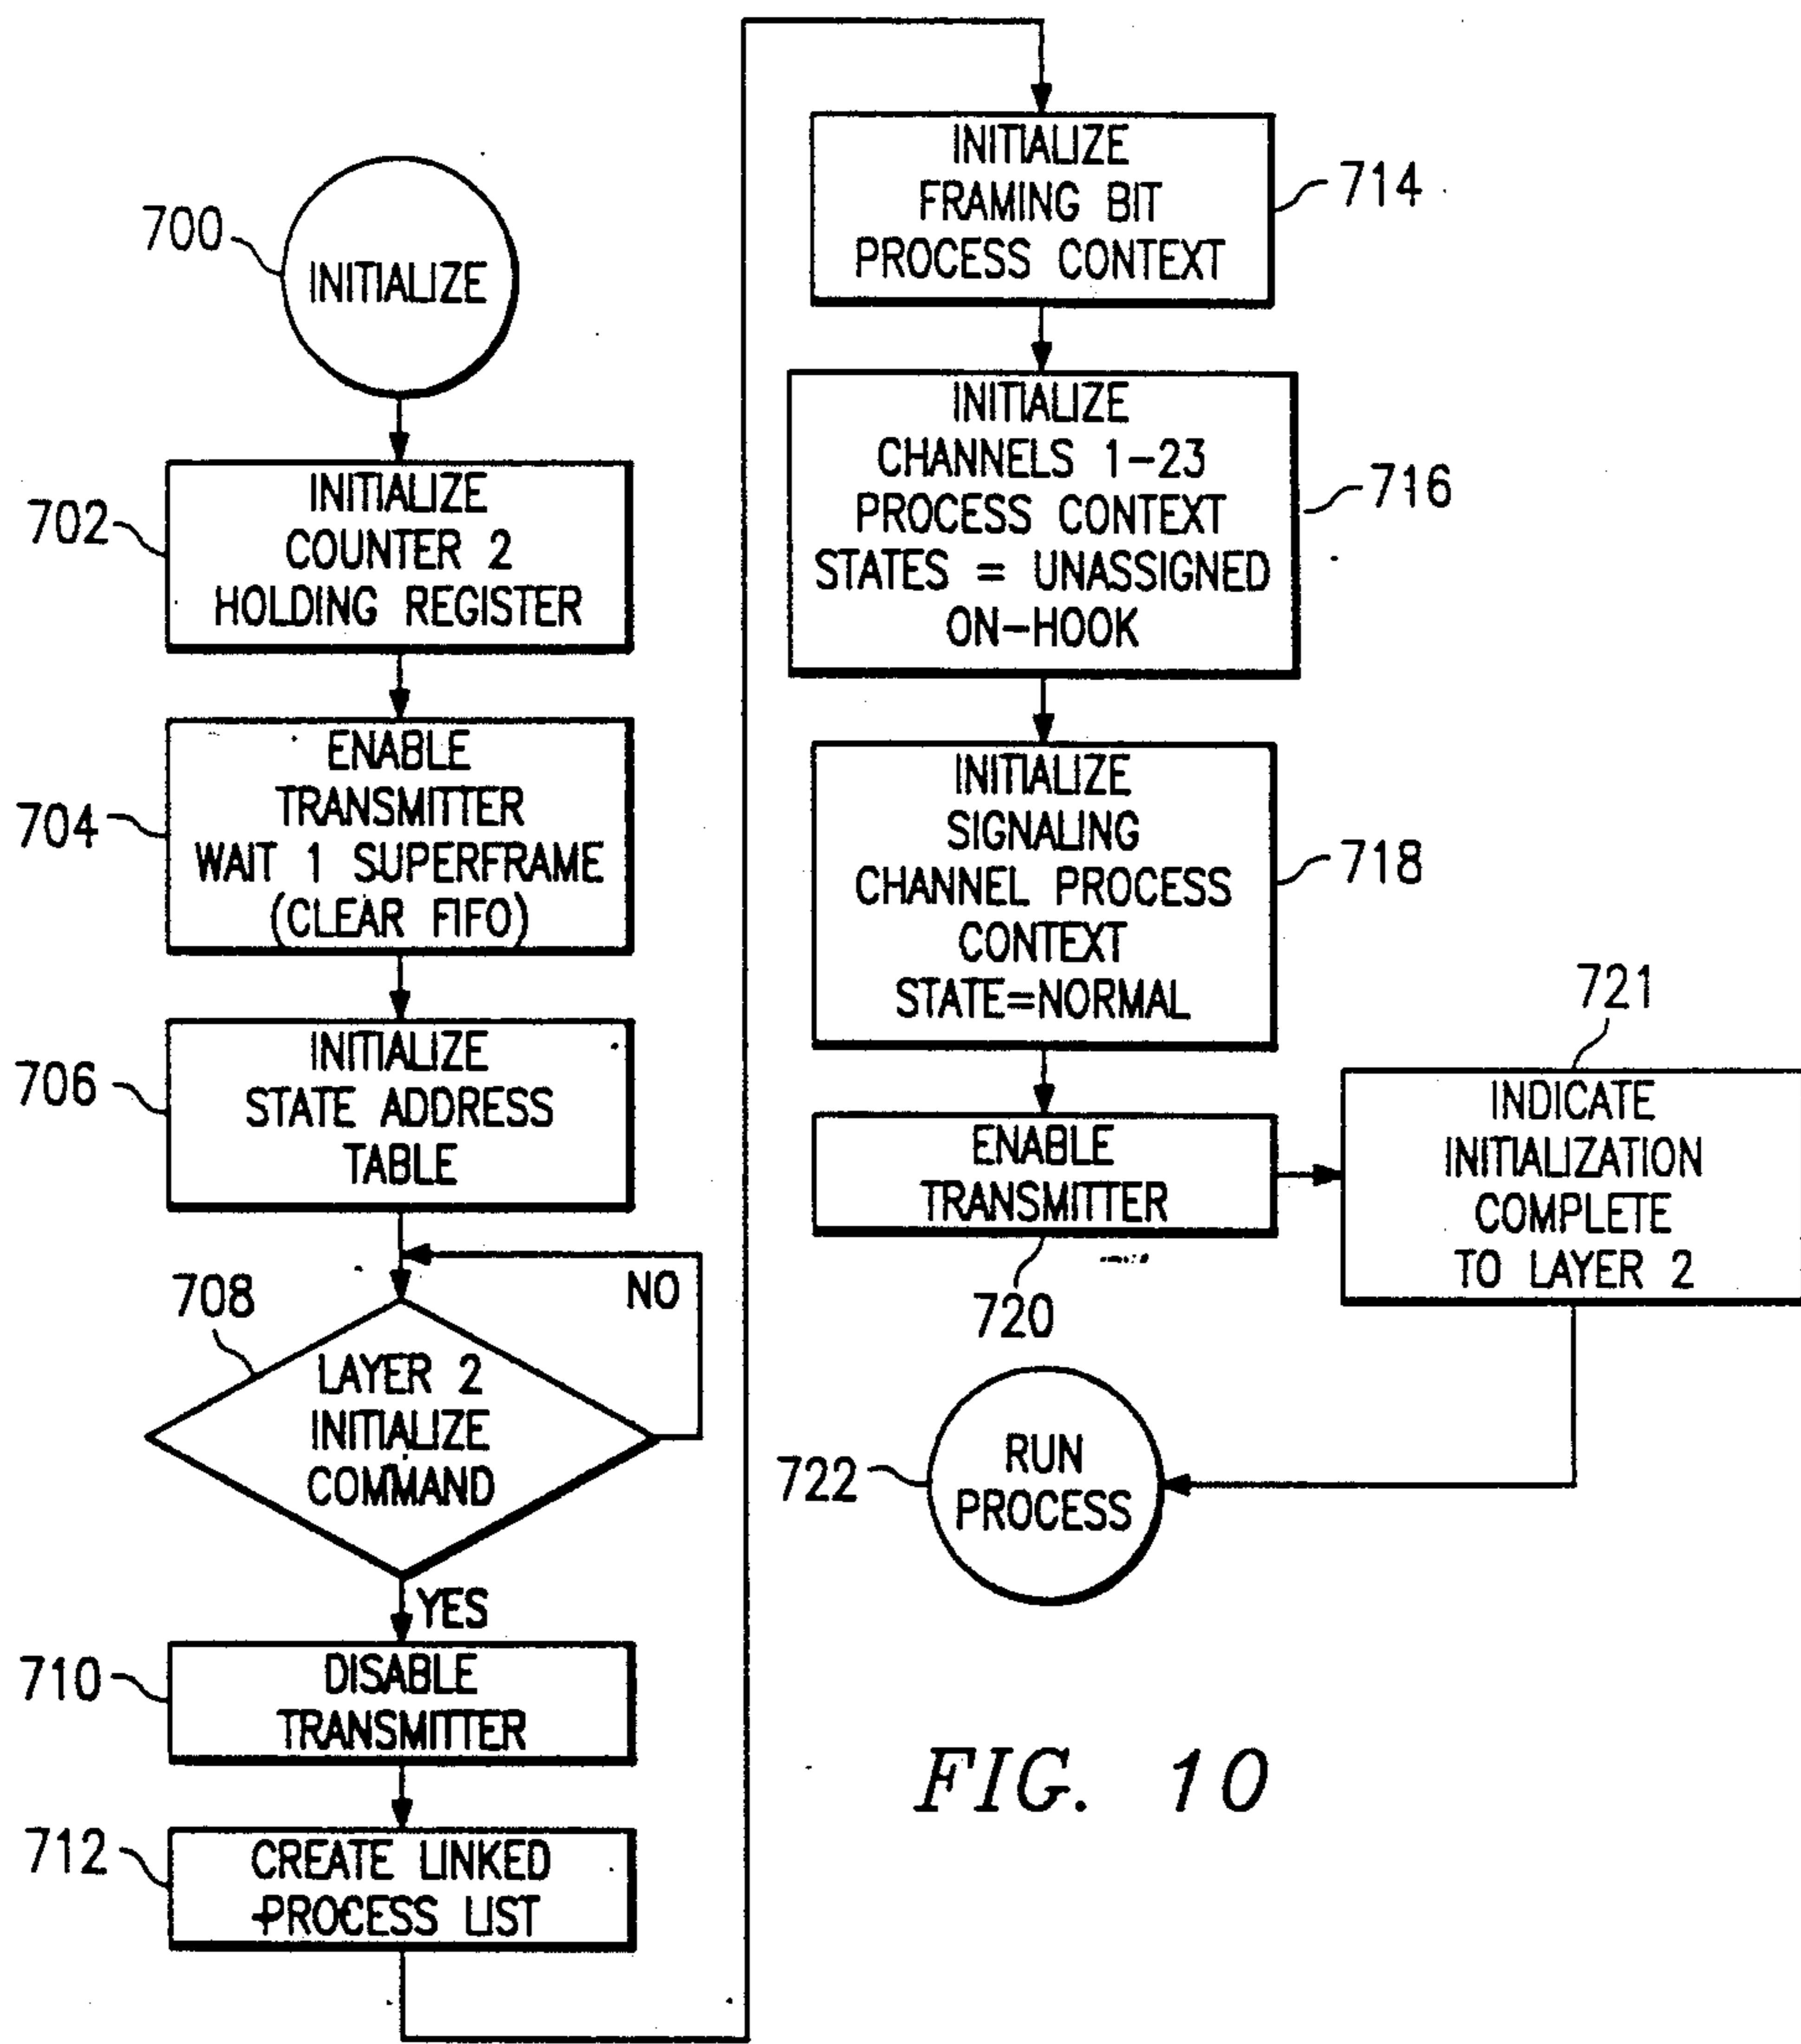 700
INITIALIZE
702
INITIALIZE
COUNTER 2
HOLDING REGISTER
704
ENABLE
TRANSMITTER
WAIT 1 SUPERFRAME
(CLEAR FIFO)
706
INITIALIZE
STATE ADDRESS
TABLE
708
LAYER 2
INITIALIZE
COMMAND
NO
YES
710
DISABLE
TRANSMITTER
712
CREATE LINKED
PROCESS LIST
INITIALIZE
FRAMING BIT
PROCESS CONTEXT
714
INITIALIZE
CHANNELS 1-23
PROCESS CONTEXT
STATES = UNASSIGNED
ON-HOOK
716
INITIALIZE
SIGNALING
CHANNEL PROCESS
CONTEXT
STATE=NORMAL
718
ENABLE
TRANSMITTER
720
721
INDICATE
INITIALIZATION
COMPLETE
TO LAYER 2
722
RUN
PROCESS
FIG. 10